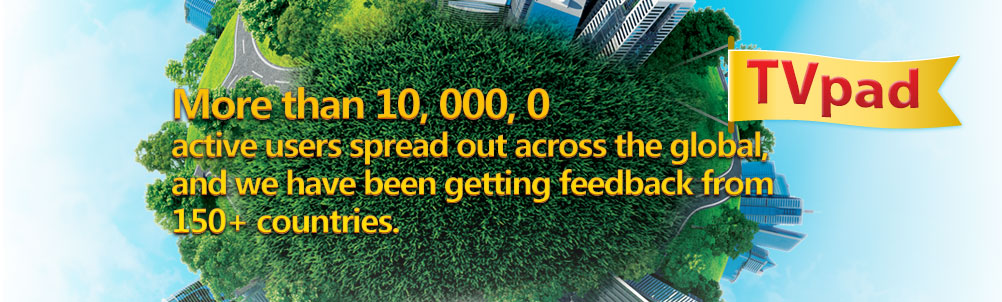 More than 10, 000, 0
TVpad
active users spread out across the global,
and we have been getting feedback from
150+ countries.